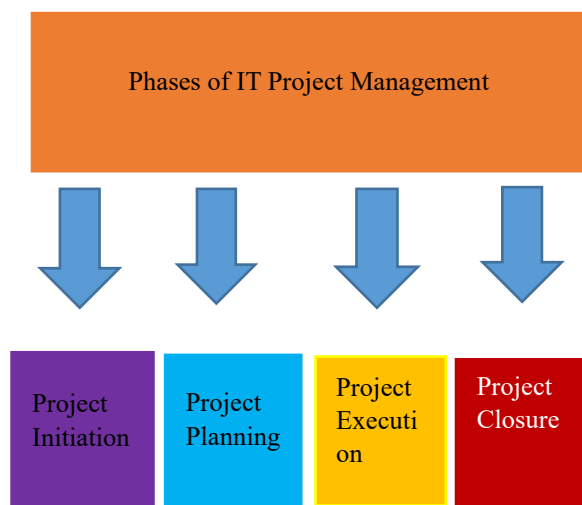 Phases of IT Project Management
Project
Initiation
Project
Planning
Project
Executi
on
Project
Closure